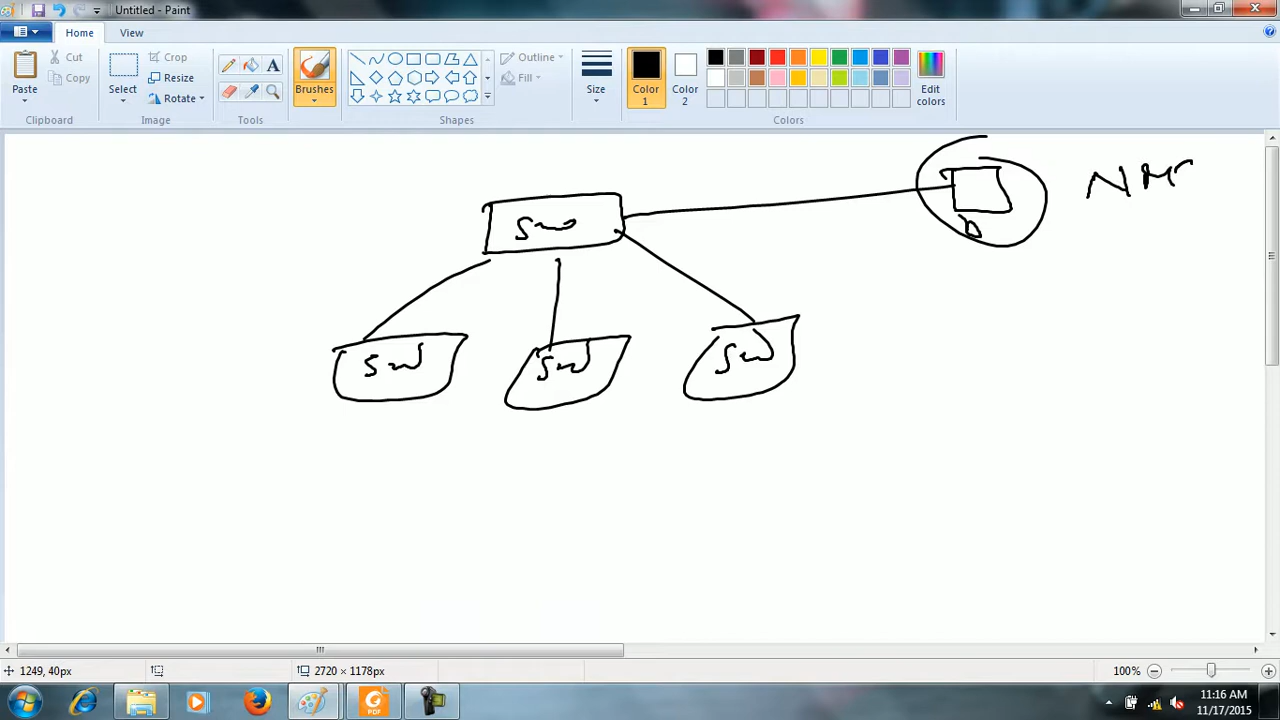 Untitled - Paint
Home
View
Paste
Cut
Copy
Clipboard
Select
Crop
Resize
Rotate
Image
A
Tools
Brushes
Shapes
Outline
Fill
Size
Color 1
Color 2
Edit colors
Colors
NM
SW
SW
SW
SW
1249, 40px
2720 × 1178px
100%
PDF
11:16 AM
11/17/2015